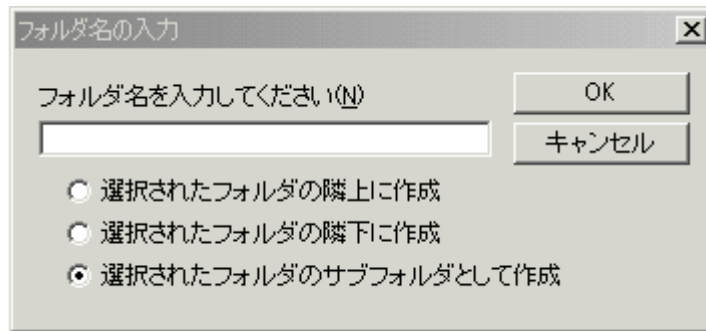 フォルダ名の入力
フォルダ名を入力してください(N)
OK
キャンセル
選択されたフォルダの隣上に作成
選択されたフォルダの隣下に作成
選択されたフォルダのサブフォルダとして作成